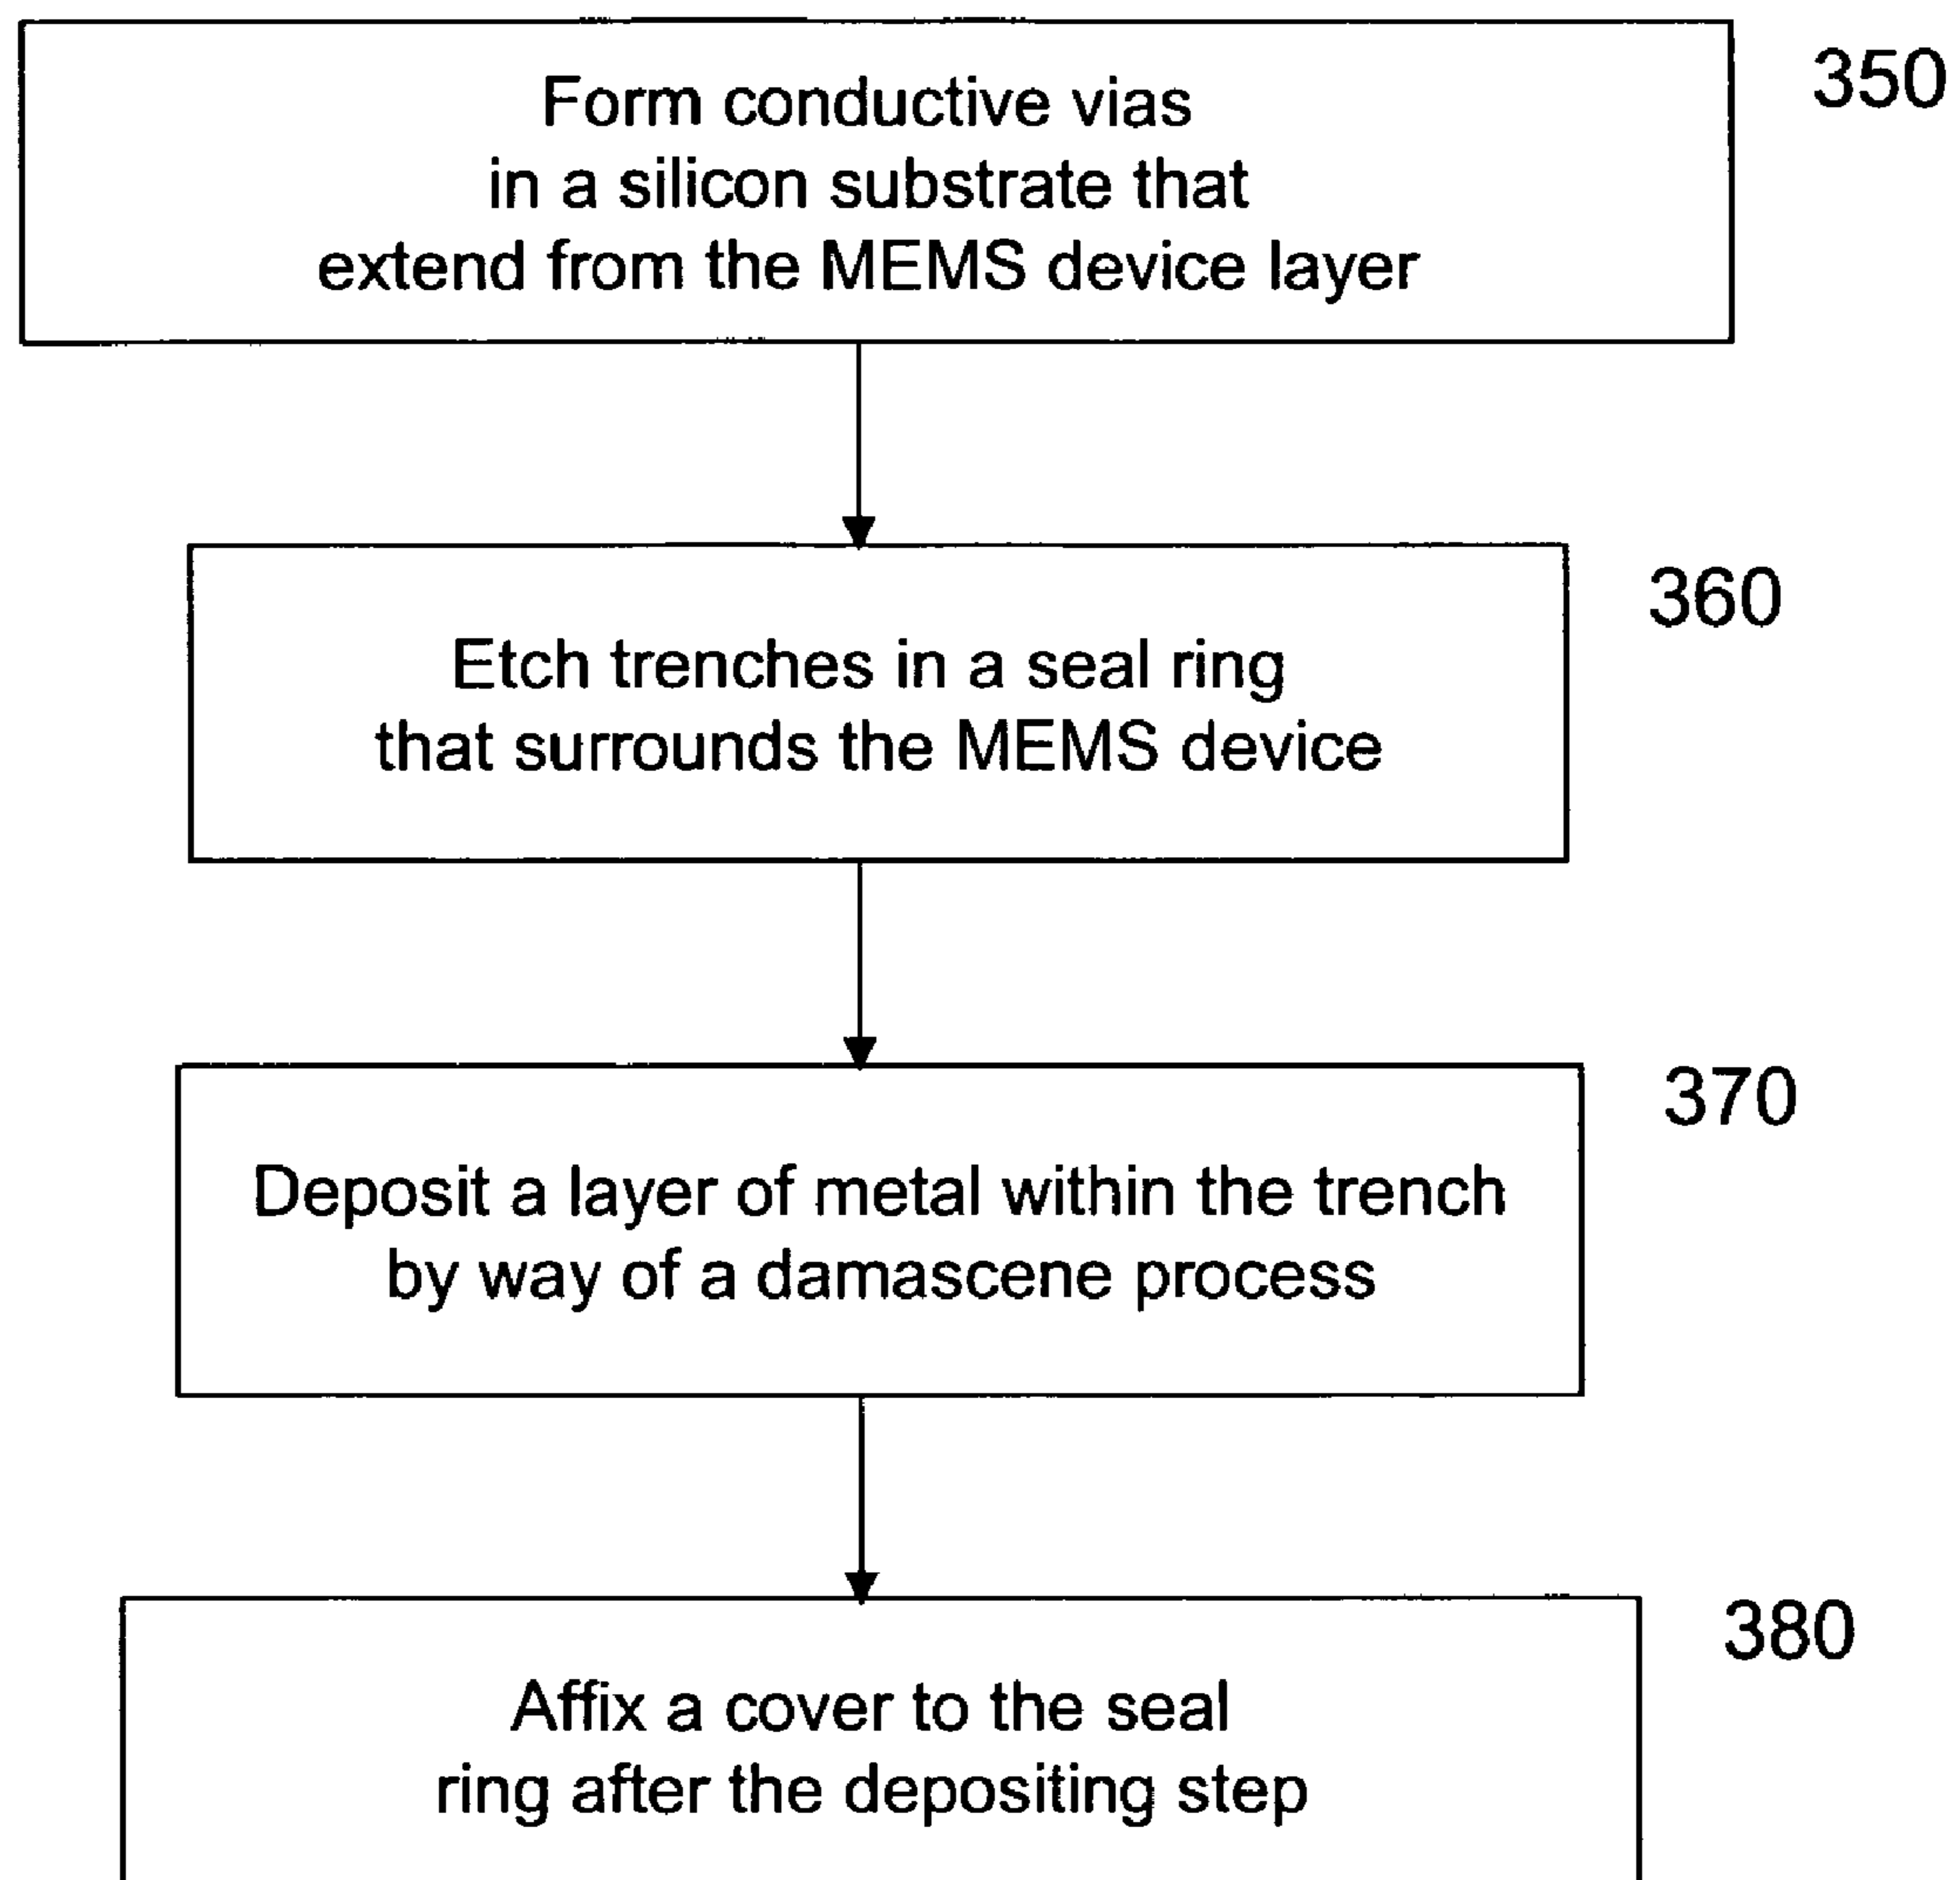 Form conductive vias
in a silicon substrate that
extend from the MEMS device layer
350
Etch trenches in a seal ring
that surrounds the MEMS device
360
Deposit a layer of metal within the trench
by way of a damascene process
370
Affix a cover to the seal
ring after the depositing step
380